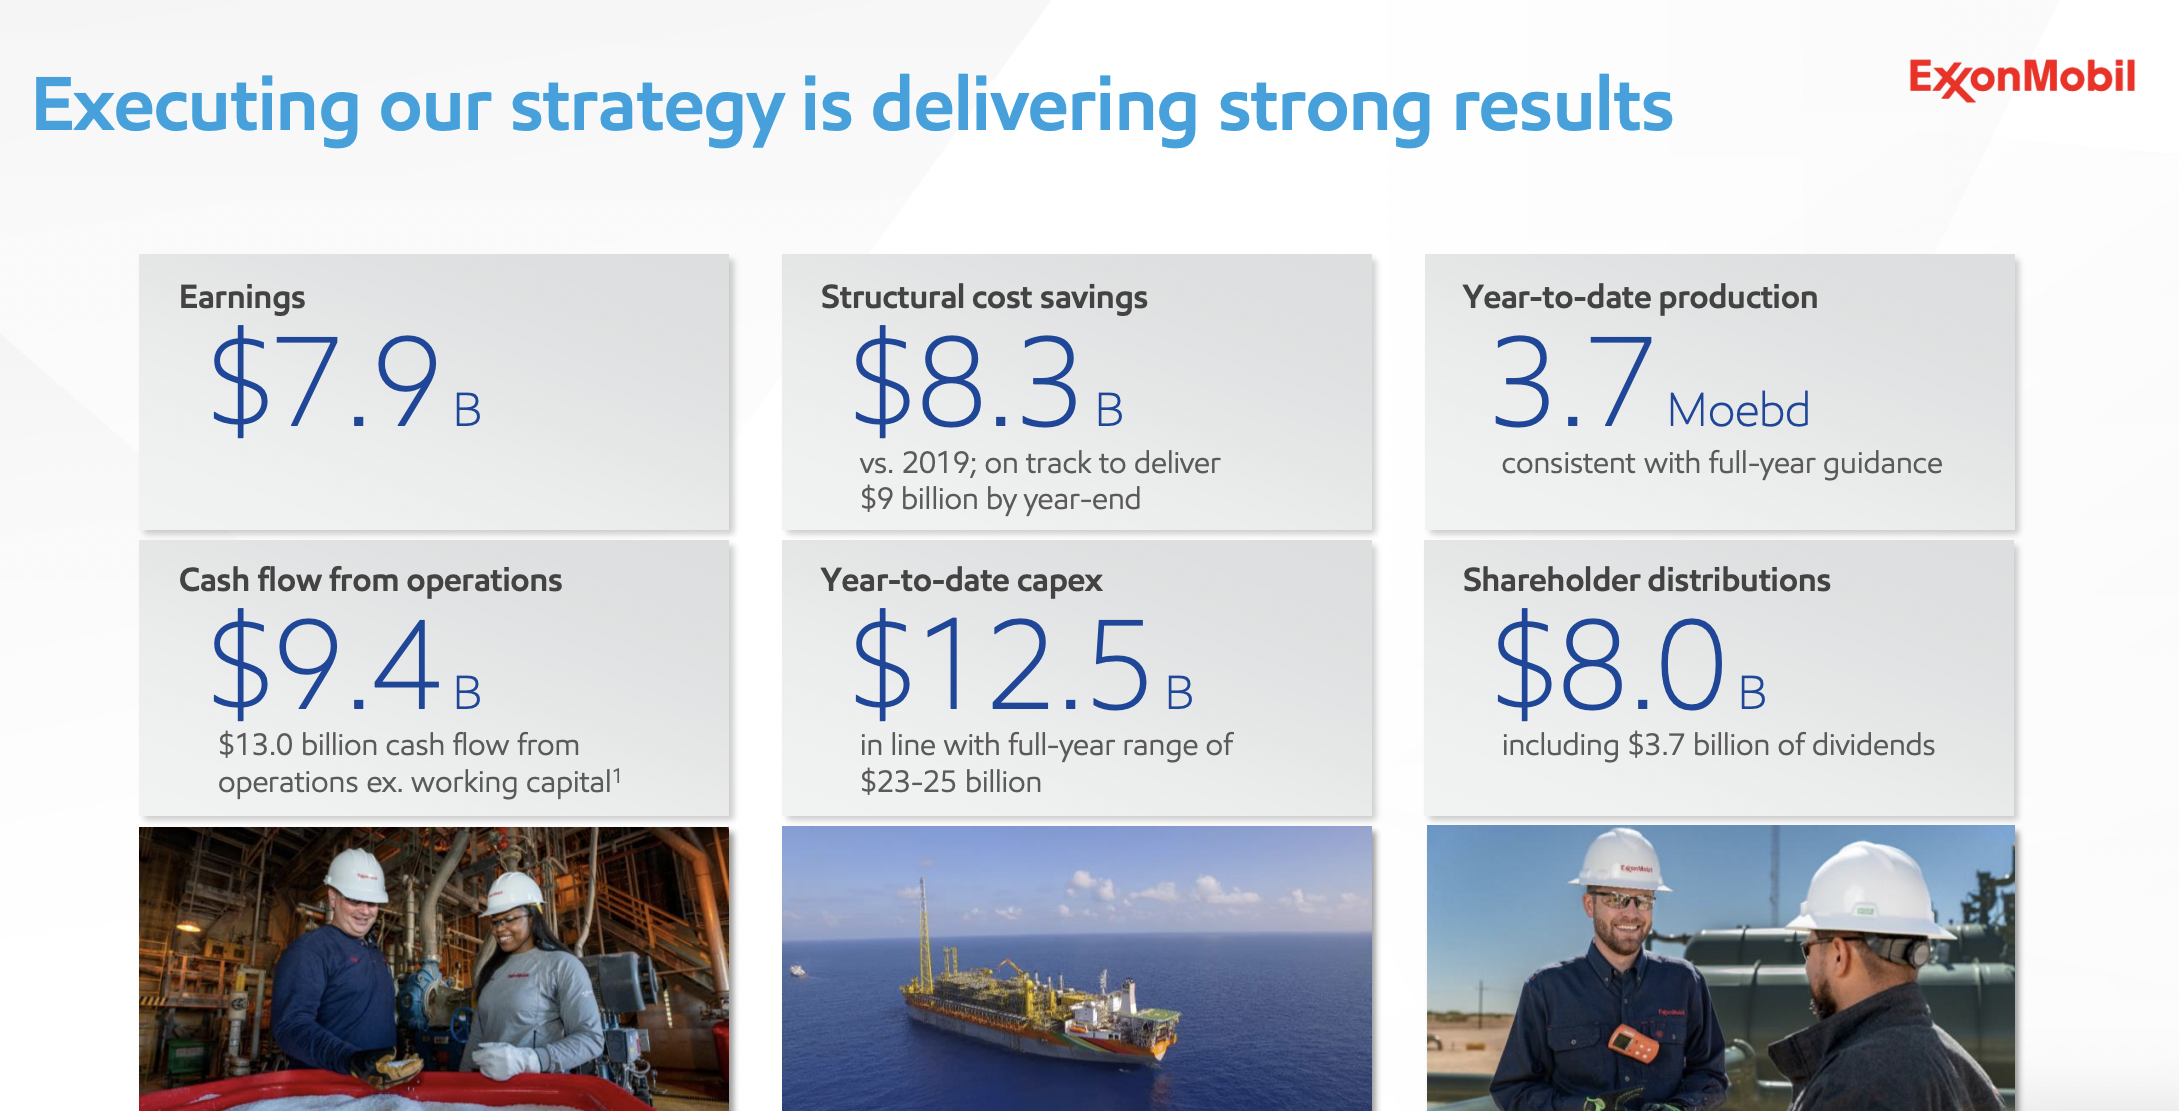 Executing our strategy is delivering strong results
ExxonMobil
Earnings
$7.9 B
Structural cost savings
$8.3 B
vs. 2019; on track to deliver
$9 billion by year-end
Year-to-date production
3.7 Moebd
consistent with full-year guidance
Cash flow from operations
$9.4 B
$13.0 billion cash flow from
operations ex. working capital¹
Year-to-date capex
$12.5 B
in line with full-year range of
$23-25 billion
Shareholder distributions
$8.0 B
including $3.7 billion of dividends
ExxonMobil